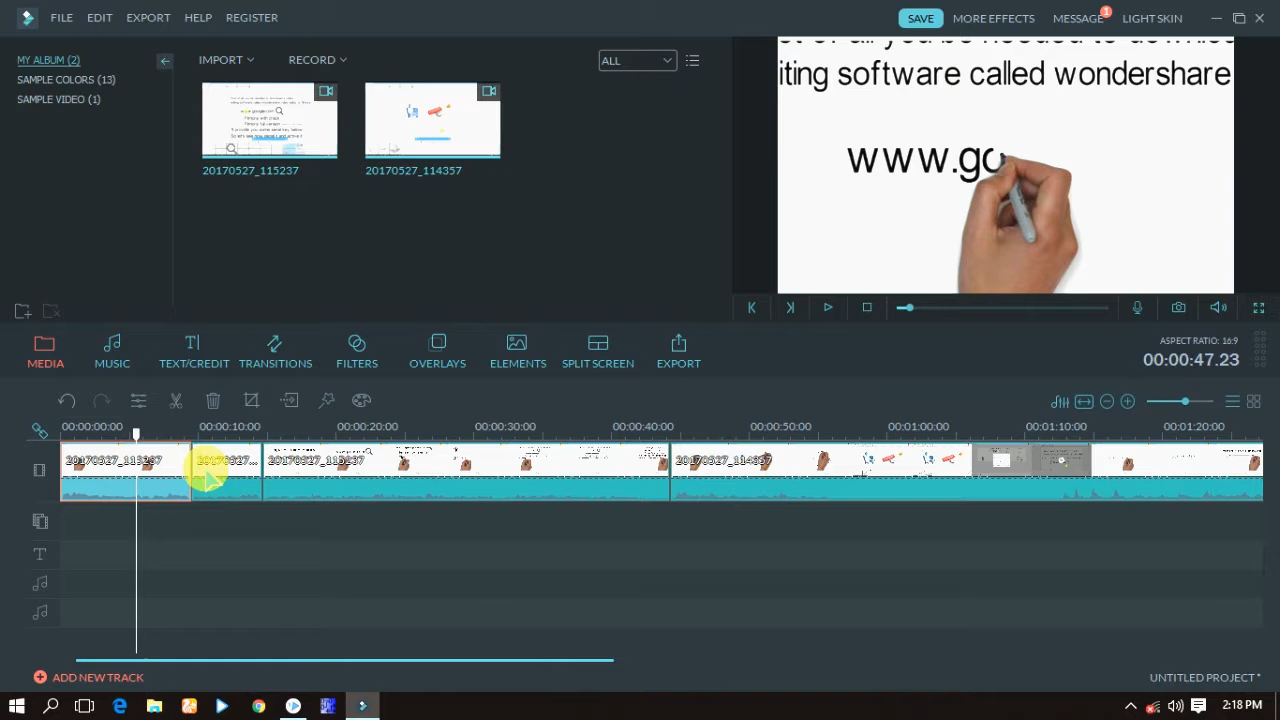 FILE EDIT EXPORT HELP REGISTER SAVE MORE EFFECTS MESSAGE 1 LIGHT SKIN
MY ALBUM (2) IMPORT RECORD ALL
SAMPLE COLORS (13)
SAMPLE VIDEO (1)
iting software called wondershare
www.go
20170527_115237 20170527_114357
MEDIA MUSIC TEXT/CREDIT TRANSITIONS FILTERS OVERLAYS ELEMENTS SPLIT SCREEN EXPORT
ASPECT RATIO: 16:9
00:00:47.23
00:00:00:00 00:00:10:00 00:00:20:00 00:00:30:00 00:00:40:00 00:00:50:00 00:01:00:00 00:01:10:00 00:01:20:00
20170527_115237 20170527_114357
ADD NEW TRACK UNTITLED PROJECT*
2:18 PM